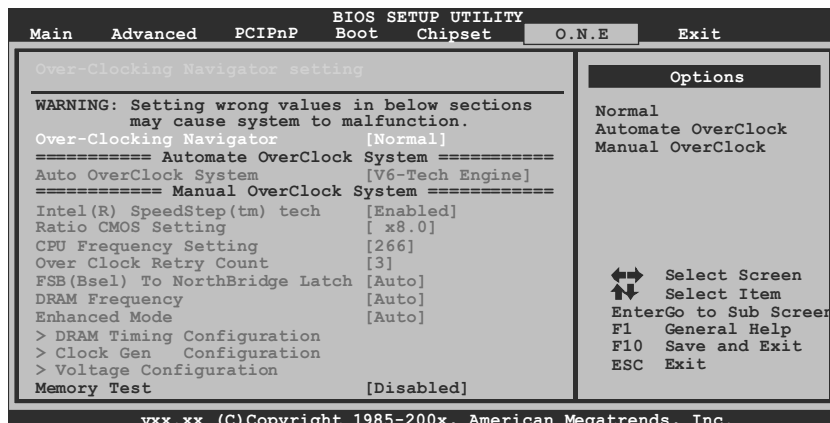 BIOS SETUP UTILITY
Main Advanced PCIPnP Boot Chipset O.N.E Exit
Over-Clocking Navigator setting
WARNING: Setting wrong values in below sections
may cause system to malfunction.
Over-Clocking Navigator [Normal]
=========== Automate OverClock System ===========
Auto OverClock System [V6-Tech Engine]
============ Manual OverClock System ============
Intel(R) SpeedStep(tm) tech [Enabled]
Ratio CMOS Setting [ x8.0]
CPU Frequency Setting [266]
Over Clock Retry Count [3]
FSB(Bsel) To NorthBridge Latch [Auto]
DRAM Frequency [Auto]
Enhanced Mode [Auto]
> DRAM Timing Configuration
> Clock Gen Configuration
> Voltage Configuration
Memory Test [Disabled]
Options
Normal
Automate OverClock
Manual OverClock
Select Screen
Select Item
EnterGo to Sub Screen
F1 General Help
F10 Save and Exit
ESC Exit
vxx.xx (C)Copyright 1985-200x, American Megatrends, Inc.